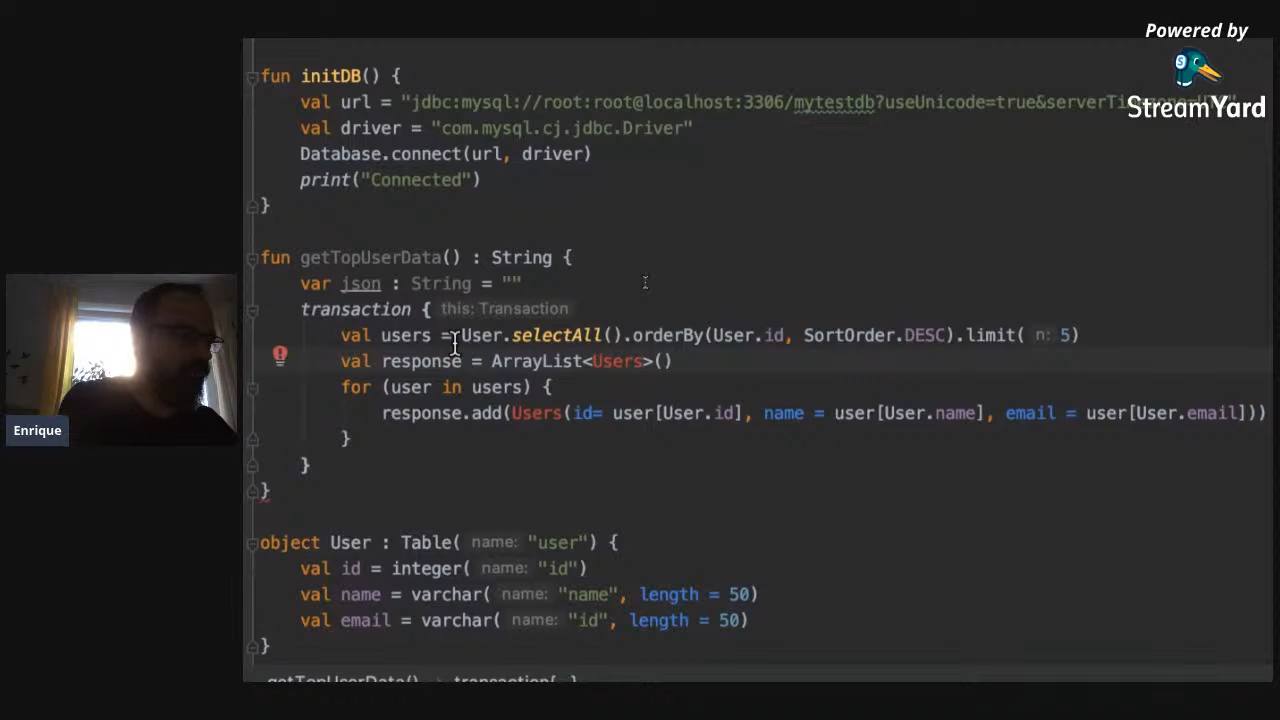 Powered by
StreamYard
fun initDB() {
val url = "jdbc:mysql://root:root@localhost:3306/mytestdb?useUnicode=true&serverTimezone=UTC"
val driver = "com.mysql.cj.jdbc.Driver"
Database.connect(url, driver)
print("Connected")
}
fun getTopUserData() : String {
var json : String = ""
transaction { this: Transaction
val users = User.selectAll().orderBy(User.id, SortOrder.DESC).limit( n: 5)
val response = ArrayList<Users>()
for (user in users) {
response.add(Users(id= user[User.id], name = user[User.name], email = user[User.email]))
}
}
}
object User : Table( name: "user") {
val id = integer( name: "id")
val name = varchar( name: "name", length = 50)
val email = varchar( name: "id", length = 50)
}
getTopUserData() transaction{ }
Enrique